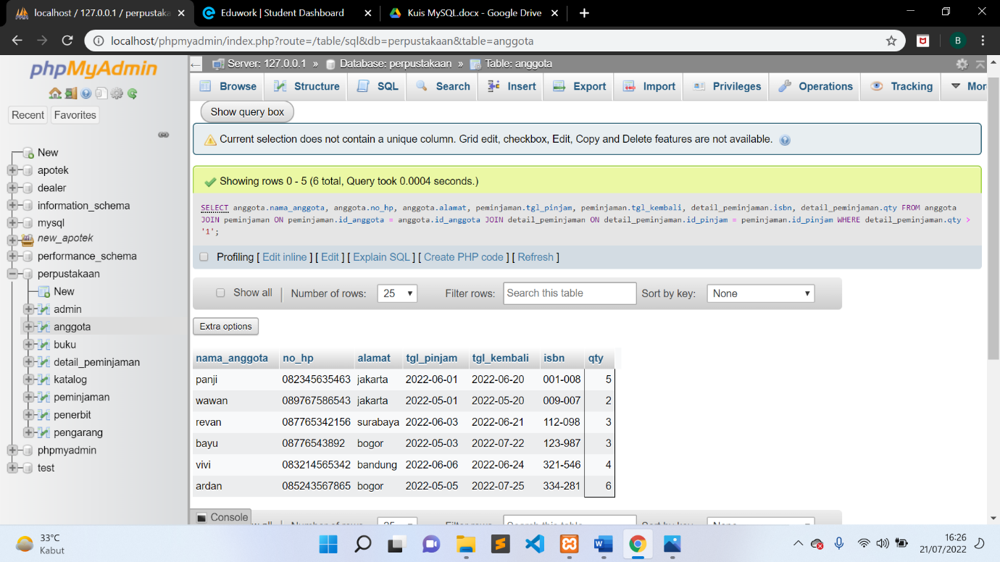 localhost / 127.0.0.1 / perpustaka
Eduwork | Student Dashboard
Kuis MySQL.docx - Google Drive
localhost/phpmyadmin/index.php?route=/table/sql&db=perpustakaan&table=anggota
B
phpMyAdmin
Recent
Favorites
New
apotek
dealer
information_schema
mysql
new_apotek
performance_schema
perpustakaan
New
admin
anggota
buku
detail_peminjaman
katalog
peminjaman
penerbit
pengarang
phpmyadmin
test
Server: 127.0.0.1 » Database: perpustakaan » Table: anggota
Browse Structure SQL Search Insert Export Import Privileges Operations Tracking Mor
Show query box
Current selection does not contain a unique column. Grid edit, checkbox, Edit, Copy and Delete features are not available.
Showing rows 0 - 5 (6 total, Query took 0.0004 seconds.)
SELECT anggota.nama_anggota, anggota.no_hp, anggota.alamat, peminjaman.tgl_pinjam, peminjaman.tgl_kembali, detail_peminjaman.isbn, detail_peminjaman.qty FROM anggota
JOIN peminjaman ON peminjaman.id_anggota = anggota.id_anggota JOIN detail_peminjaman ON detail_peminjaman.id_pinjam = peminjaman.id_pinjam WHERE detail_peminjaman.qty >
'1';
Profiling [ Edit inline ] [ Edit ] [ Explain SQL ] [ Create PHP code ] [ Refresh ]
Show all Number of rows: 25 Filter rows: Search this table Sort by key: None
Extra options
nama_anggota no_hp alamat tgl_pinjam tgl_kembali isbn qty
panji 082345635463 jakarta 2022-06-01 2022-06-20 001-008 5
wawan 089767586543 jakarta 2022-05-01 2022-05-20 009-007 2
revan 087765342156 surabaya 2022-06-03 2022-06-21 112-098 3
bayu 08776543892 bogor 2022-05-03 2022-07-22 123-987 3
vivi 083214565342 bandung 2022-06-06 2022-06-24 321-546 4
ardan 085243567865 bogor 2022-05-05 2022-07-25 334-281 6
Console
33°C
Kabut
16:26
21/07/2022